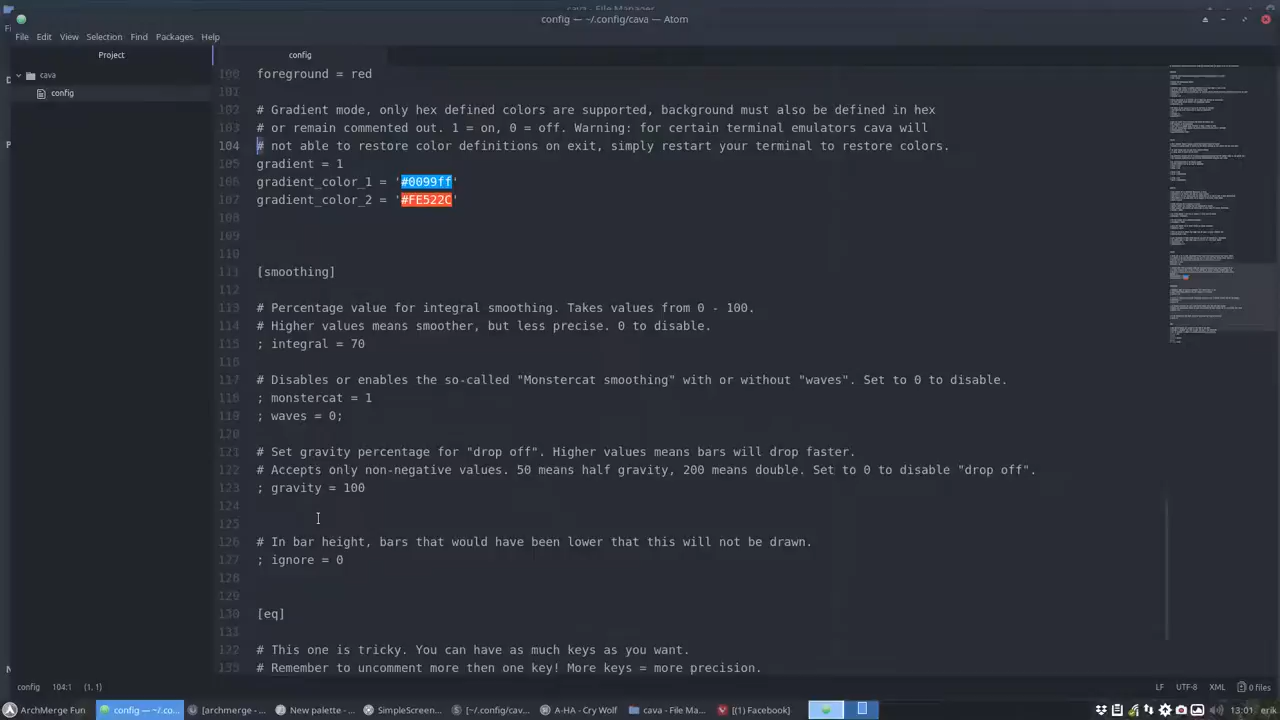 cava - File Manager
config — ~/.config/cava — Atom
File Edit View Selection Find Packages Help
Project
config
cava
config
100 foreground = red
101
102 # Gradient mode, only hex defined colors are supported, background must also be defined in hex
103 # or remain commented out. 1 = on, 0 = off. Warning: for certain terminal emulators cava will
104 # not able to restore color definitions on exit, simply restart your terminal to restore colors.
105 gradient = 1
106 gradient_color_1 = '#0099ff'
107 gradient_color_2 = '#FE522C'
108
109
110
111 [smoothing]
112
113 # Percentage value for integral smoothing. Takes values from 0 - 100.
114 # Higher values means smoother, but less precise. 0 to disable.
115 ; integral = 70
116
117 # Disables or enables the so-called "Monstercat smoothing" with or without "waves". Set to 0 to disable.
118 ; monstercat = 1
119 ; waves = 0;
120
121 # Set gravity percentage for "drop off". Higher values means bars will drop faster.
122 # Accepts only non-negative values. 50 means half gravity, 200 means double. Set to 0 to disable "drop off".
123 ; gravity = 100
124
125
126 # In bar height, bars that would have been lower that this will not be drawn.
127 ; ignore = 0
128
129
130 [eq]
131
132 # This one is tricky. You can have as much keys as you want.
133 # Remember to uncomment more then one key! More keys = more precision.
config 104:1 (1, 1)
LF UTF-8 XML 0 files
ArchMerge Fun config — ~/.co... [archmerge - ... New palette - ... SimpleScreen... [~/.config/cav... A-HA - Cry Wolf cava - File Ma... [(1) Facebook] 13:01 erik